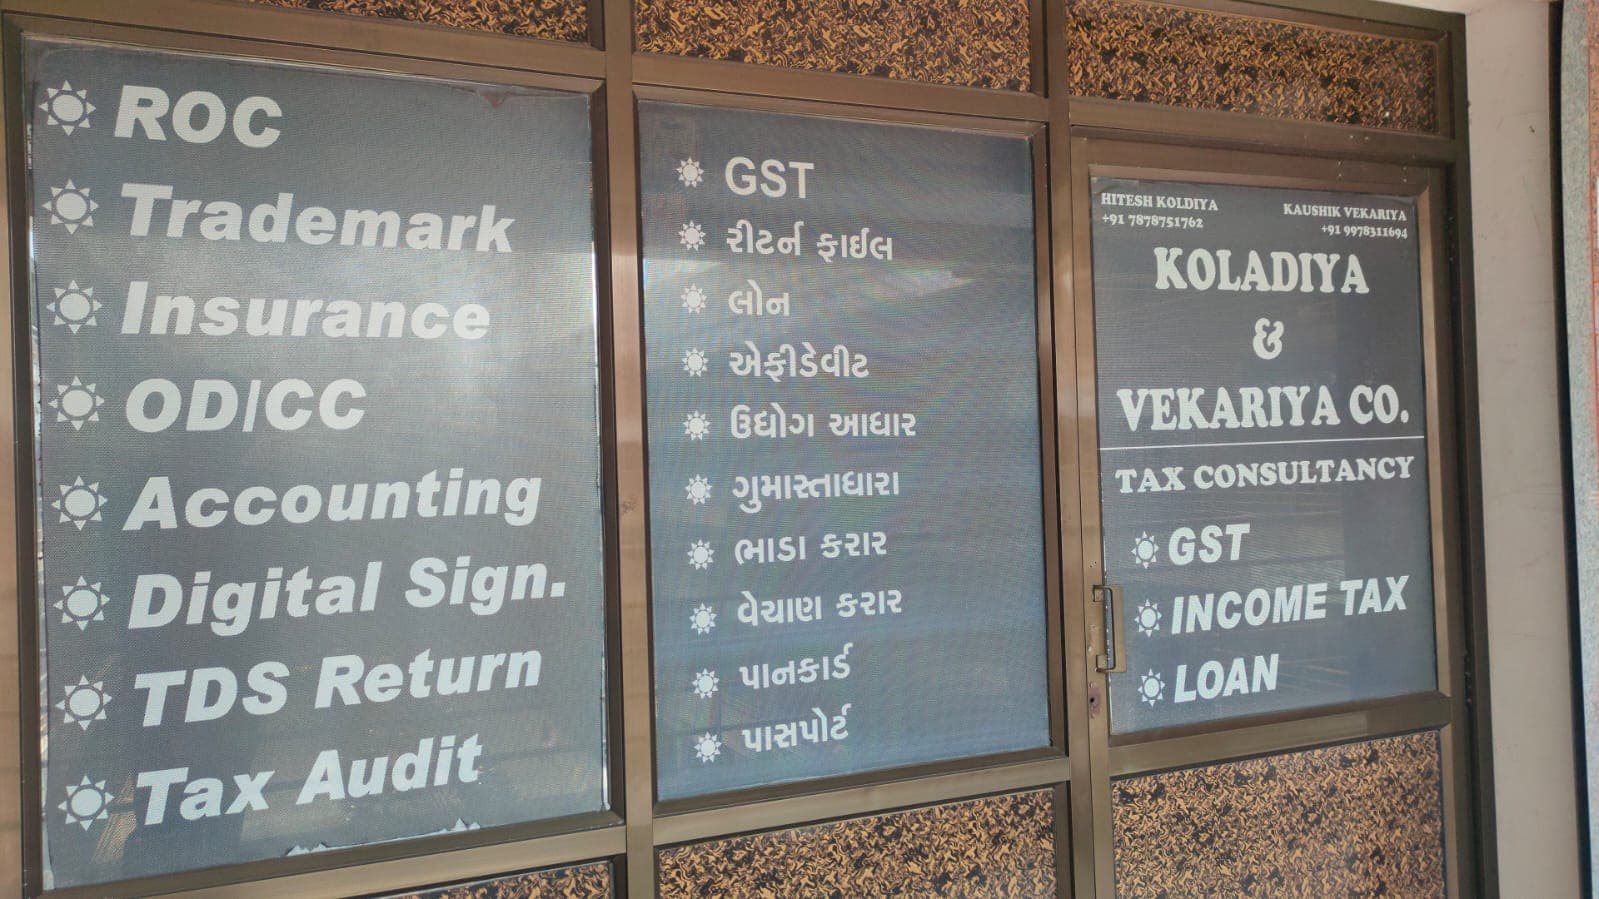 ROC
Trademark
Insurance
OD/CC
Accounting
Digital Sign.
TDS Return
Tax Audit
GST
રીટર્ન ફાઈલ
લોન
એફીડેવીટ
ઉદ્યોગ આધાર
ગુમાસ્તાધારા
ભાડા કરાર
વેચાણ કરાર
પાનકાર્ડ
પાસપોર્ટ
HITESH KOLDIYA
+91 7878751762
KAUSHIK VEKARIYA
+91 9978311694
KOLADIYA
&
VEKARIYA CO.
TAX CONSULTANCY
GST
INCOME TAX
LOAN